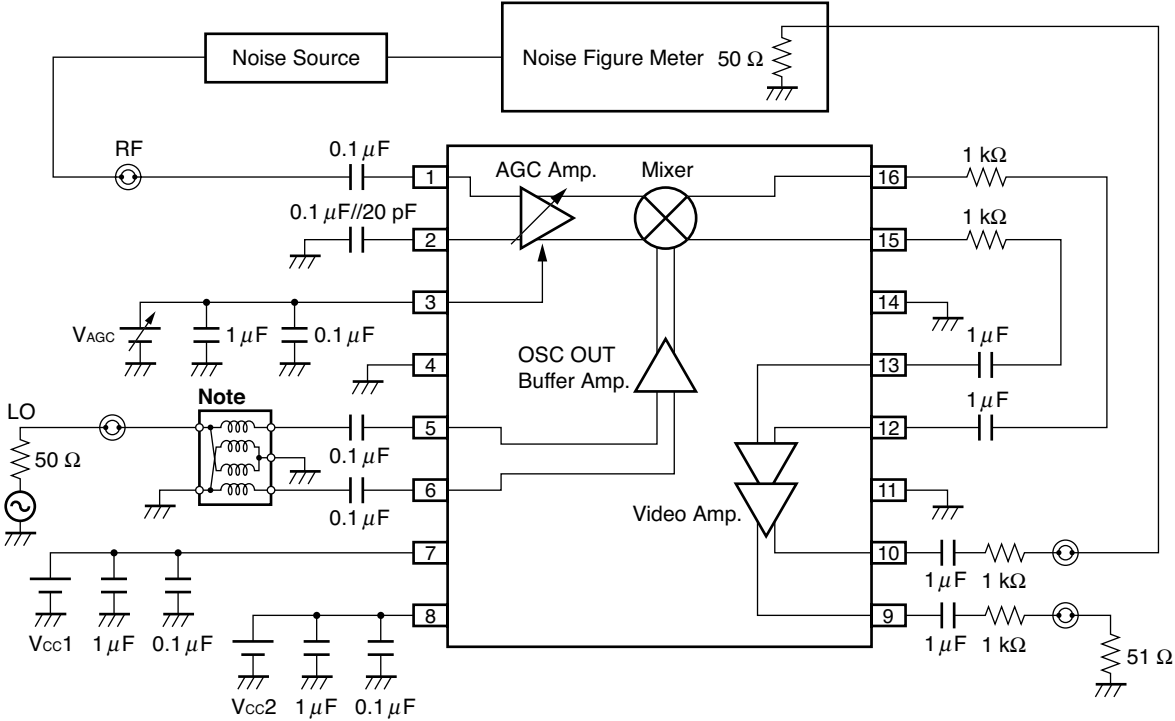 Noise Source
Noise Figure Meter
50 Ω
RF
0.1 μF
1
AGC Amp.
Mixer
16
1 kΩ
0.1 μF//20 pF
2
15
1 kΩ
3
14
VAGC
1 μF
0.1 μF
4
OSC OUT
Buffer Amp.
13
1 μF
Note
LO
5
12
1 μF
50 Ω
0.1 μF
6
11
0.1 μF
Video Amp.
7
10
1 μF
1 kΩ
VCC1
1 μF
0.1 μF
8
9
1 μF
1 kΩ
51 Ω
VCC2
1 μF
0.1 μF